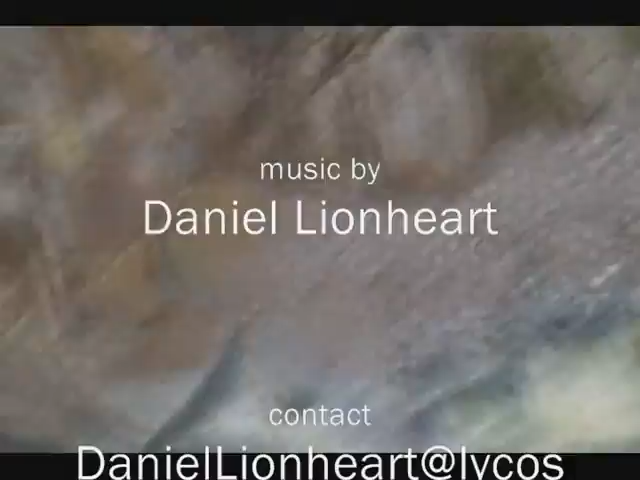 music by
Daniel Lionheart
contact
DanielLionheart@lycos